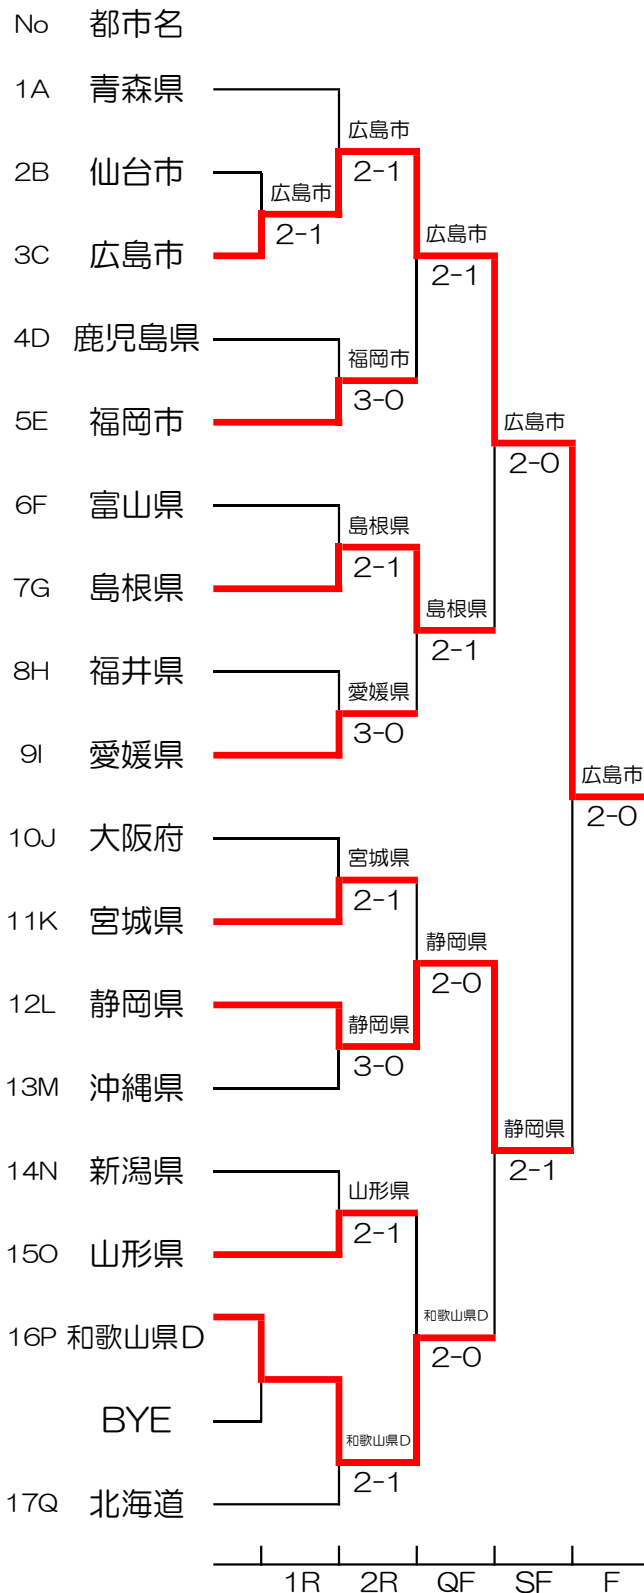 No 都市名
1A 青森県
広島市
2B 仙台市 2-1
広島市
2-1 広島市
3C 広島市 2-1
4D 鹿児島県
福岡市
3-0
5E 福岡市 広島市
2-0
6F 富山県
島根県
2-1
7G 島根県 島根県
2-1
8H 福井県
愛媛県
3-0
9I 愛媛県
広島市
2-0
10J 大阪府
宮城県
2-1
11K 宮城県 静岡県
2-0
12L 静岡県 静岡県
3-0
13M 沖縄県
静岡県
14N 新潟県 2-1
山形県
2-1
15O 山形県
和歌山県D
16P 和歌山県D 2-0
BYE
和歌山県D
2-1
17Q 北海道
1R 2R QF SF F